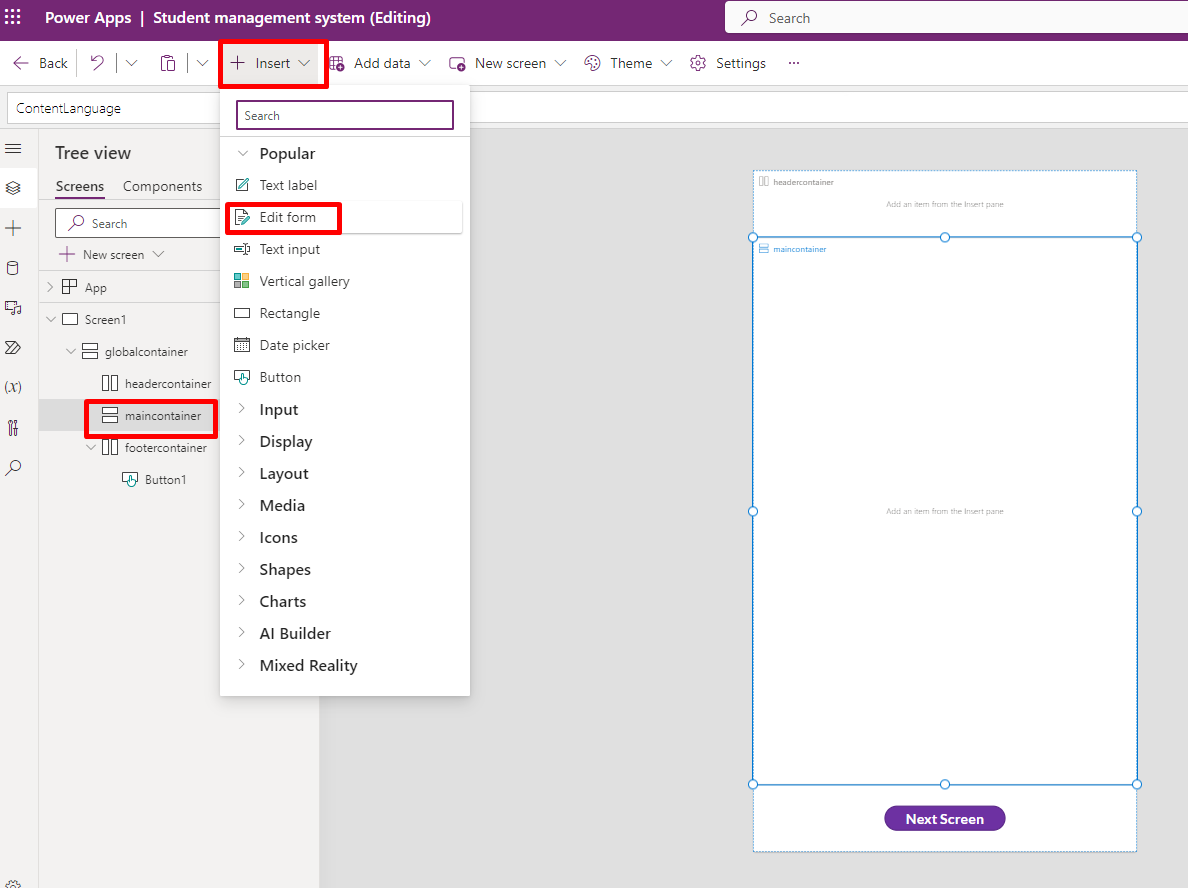 Power Apps | Student management system (Editing)
Search
Back
Insert
Add data
New screen
Theme
Settings
...
ContentLanguage
Search
Popular
Text label
Edit form
Text input
Vertical gallery
Rectangle
Date picker
Button
Input
Display
Layout
Media
Icons
Shapes
Charts
AI Builder
Mixed Reality
Tree view
Screens Components
Search
New screen
App
Screen1
globalcontainer
headercontainer
maincontainer
footercontainer
Button1
(x)
headercontainer
Add an item from the Insert pane
maincontainer
Add an item from the Insert pane
Next Screen